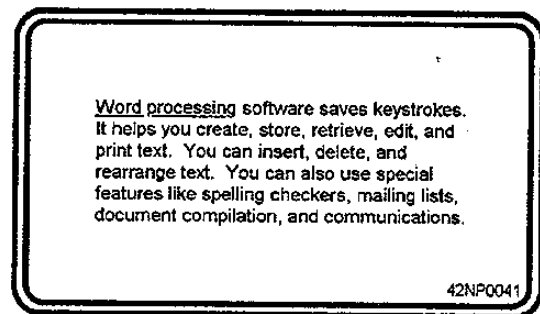 Word processing software saves keystrokes.
It helps you create, store, retrieve, edit, and
print text. You can insert, delete, and
rearrange text. You can also use special
features like spelling checkers, mailing lists,
document compilation, and communications.
42NP0041